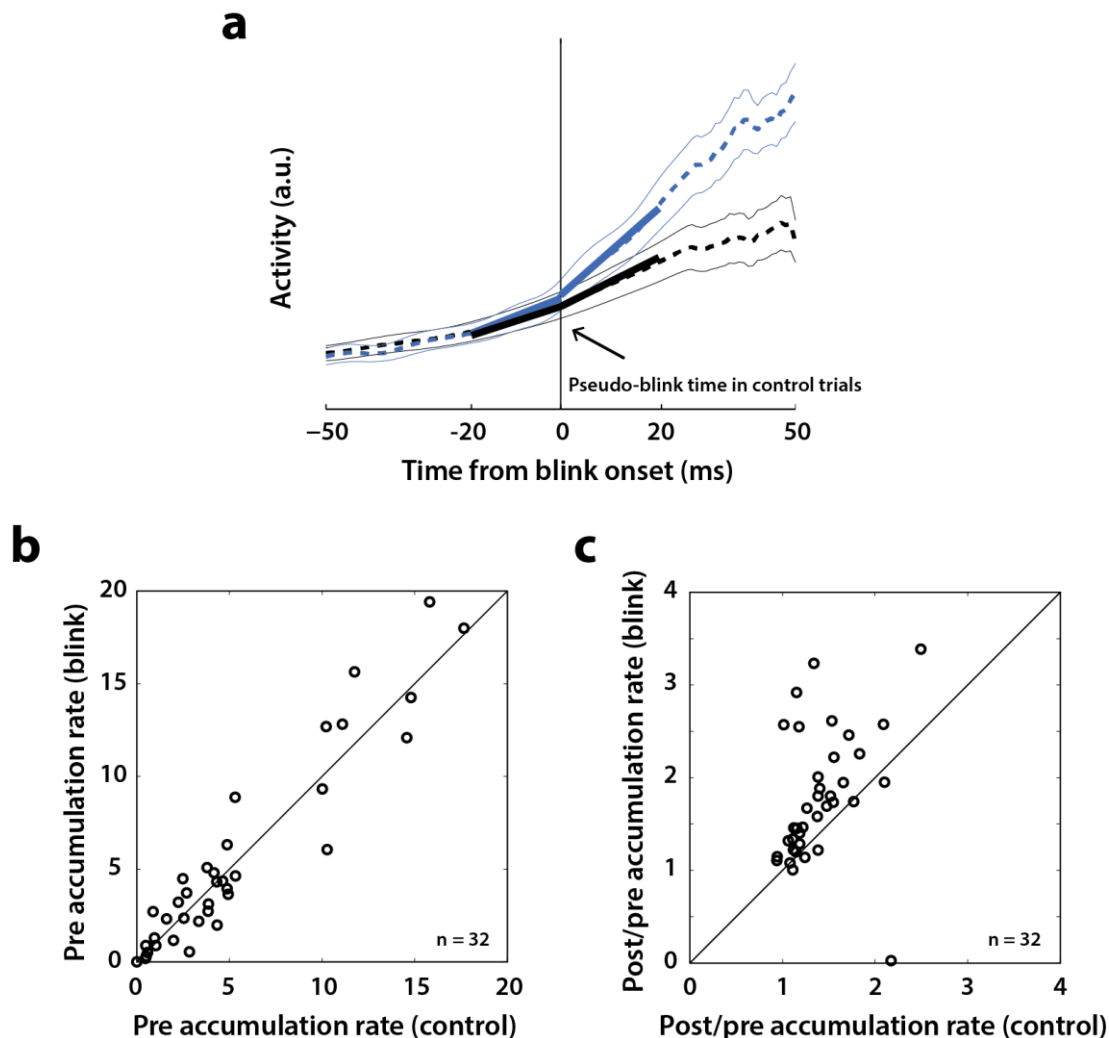 a
Activity (a.u.)
Pseudo-blink time in control trials
−50
-20
0
20
50
Time from blink onset (ms)
b
Pre accumulation rate (blink)
20
15
10
5
0
n = 32
0
5
10
15
20
Pre accumulation rate (control)
c
Post/pre accumulation rate (blink)
4
3
2
1
0
n = 32
0
1
2
3
4
Post/pre accumulation rate (control)